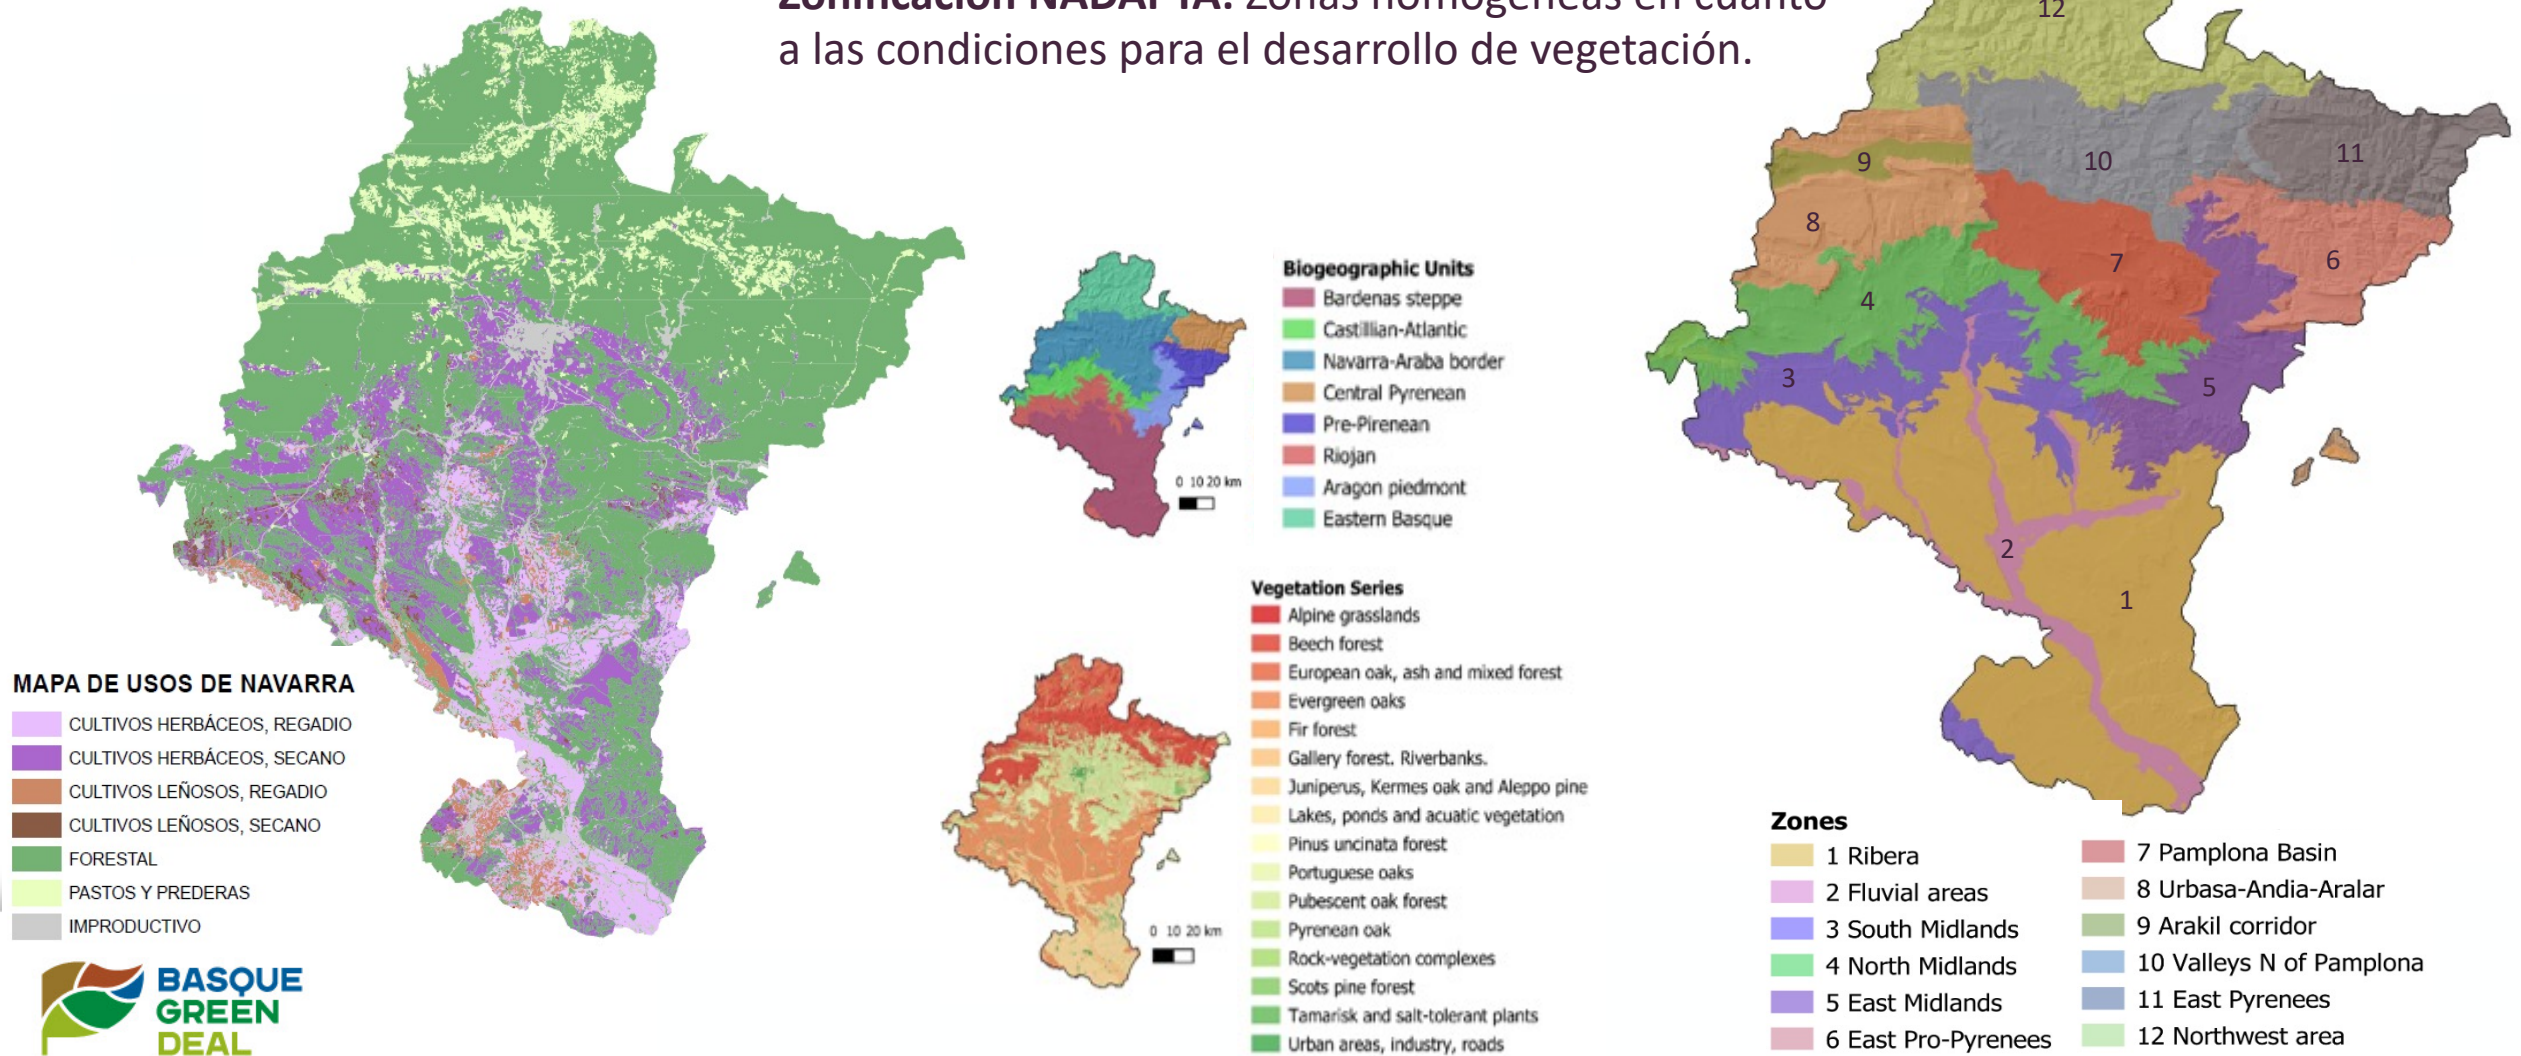 Zonificación NADAPTA: Zonas homogéneas en cuanto
a las condiciones para el desarrollo de vegetación.
MAPA DE USOS DE NAVARRA
CULTIVOS HERBÁCEOS, REGADIO
CULTIVOS HERBÁCEOS, SECANO
CULTIVOS LEÑOSOS, REGADIO
CULTIVOS LEÑOSOS, SECANO
FORESTAL
PASTOS Y PREDERAS
IMPRODUCTIVO
BASQUE
GREEN
DEAL
Biogeographic Units
Bardenas steppe
Castillian-Atlantic
Navarra-Araba border
Central Pyrenean
Pre-Pirenean
Riojan
Aragon piedmont
Eastern Basque
0 10 20 km
Vegetation Series
Alpine grasslands
Beech forest
European oak, ash and mixed forest
Evergreen oaks
Fir forest
Gallery forest. Riverbanks.
Juniperus, Kermes oak and Aleppo pine
Lakes, ponds and acuatic vegetation
Pinus uncinata forest
Portuguese oaks
Pubescent oak forest
Pyrenean oak
Rock-vegetation complexes
Scots pine forest
Tamarisk and salt-tolerant plants
Urban areas, industry, roads
0 10 20 km
12
9
10
11
8
7
6
4
3
5
2
1
Zones
1 Ribera
2 Fluvial areas
3 South Midlands
4 North Midlands
5 East Midlands
6 East Pro-Pyrenees
7 Pamplona Basin
8 Urbasa-Andia-Aralar
9 Arakil corridor
10 Valleys N of Pamplona
11 East Pyrenees
12 Northwest area